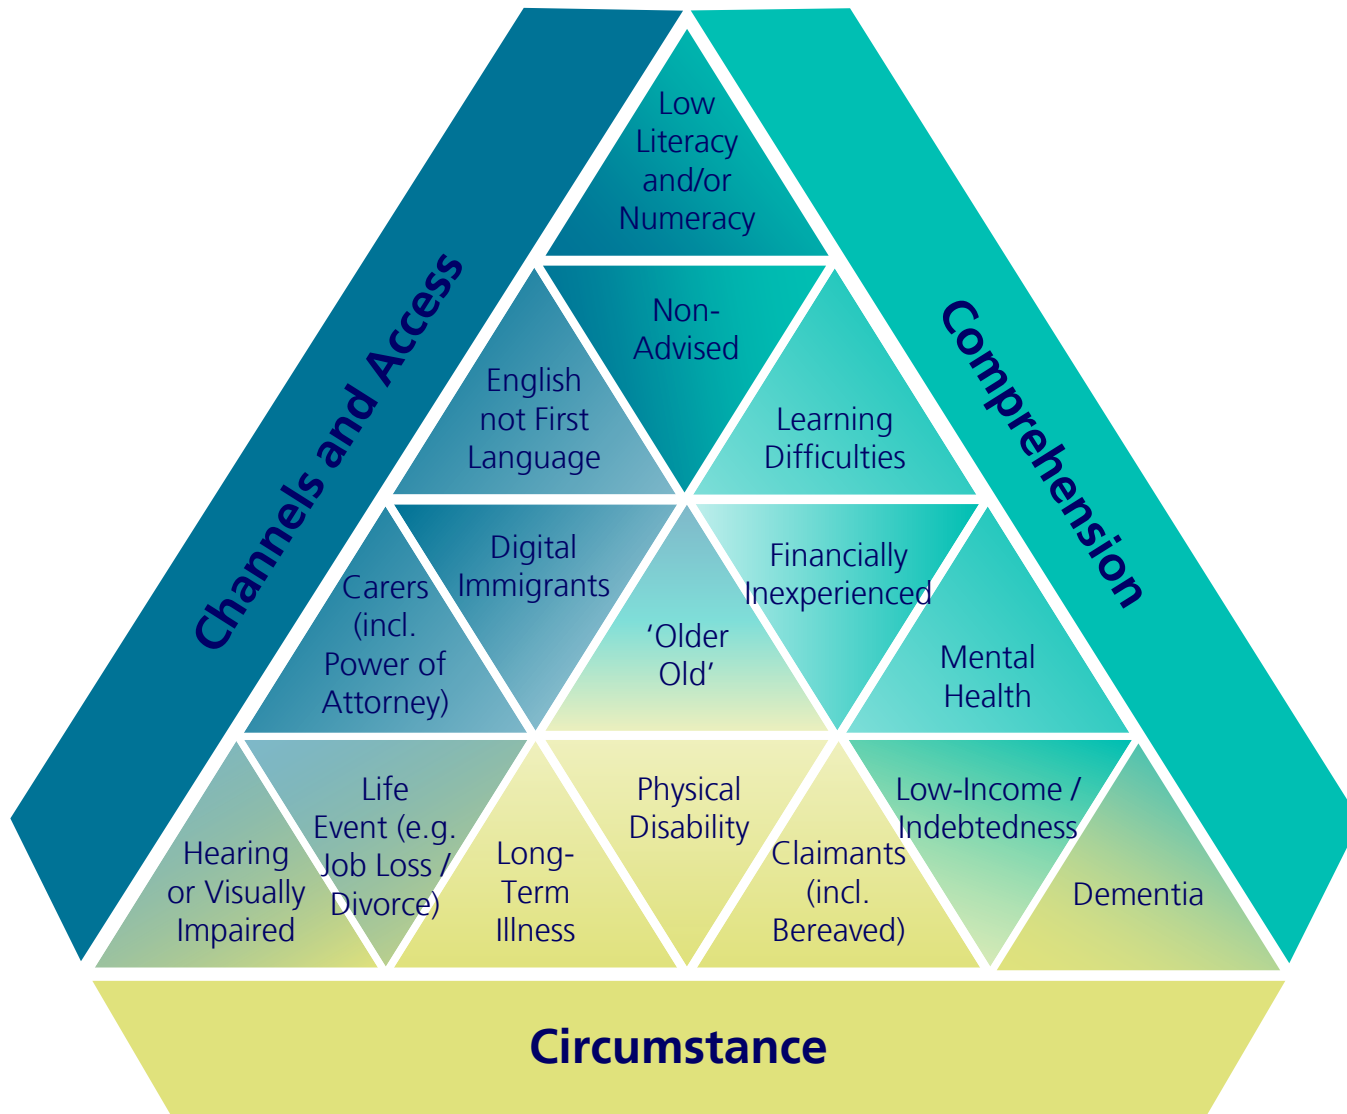 Channels and Access
Comprehension
Low
Literacy
and/or
Numeracy
Non-
Advised
English
not First
Language
Learning
Difficulties
Digital
Immigrants
Carers
(incl.
Power of
Attorney)
‘Older
Old’
Financially
Inexperienced
Mental
Health
Hearing
or Visually
Impaired
Life
Event (e.g.
Job Loss /
Divorce)
Long-
Term
Illness
Physical
Disability
Claimants
(incl.
Bereaved)
Low-Income /
Indebtedness
Dementia
Circumstance